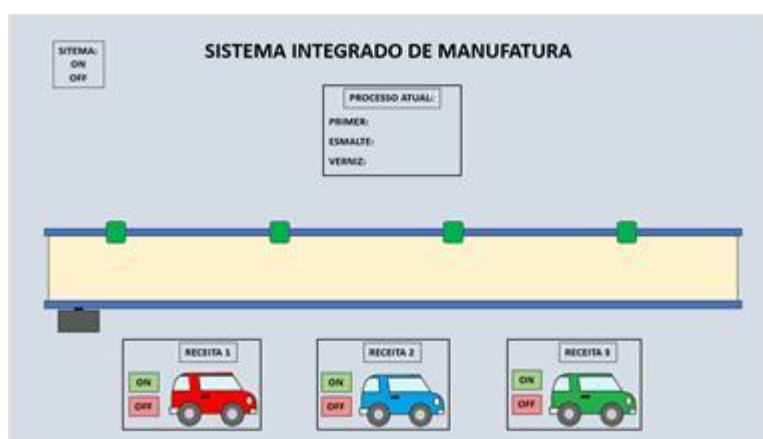 SITEMA:
ON
OFF
SISTEMA INTEGRADO DE MANUFATURA
PROCESSO ATUAL:
PRIMER:
ESMALTE:
VERNIZ:
RECEITA 1
ON
OFF
RECEITA 2
ON
OFF
RECEITA 3
ON
OFF